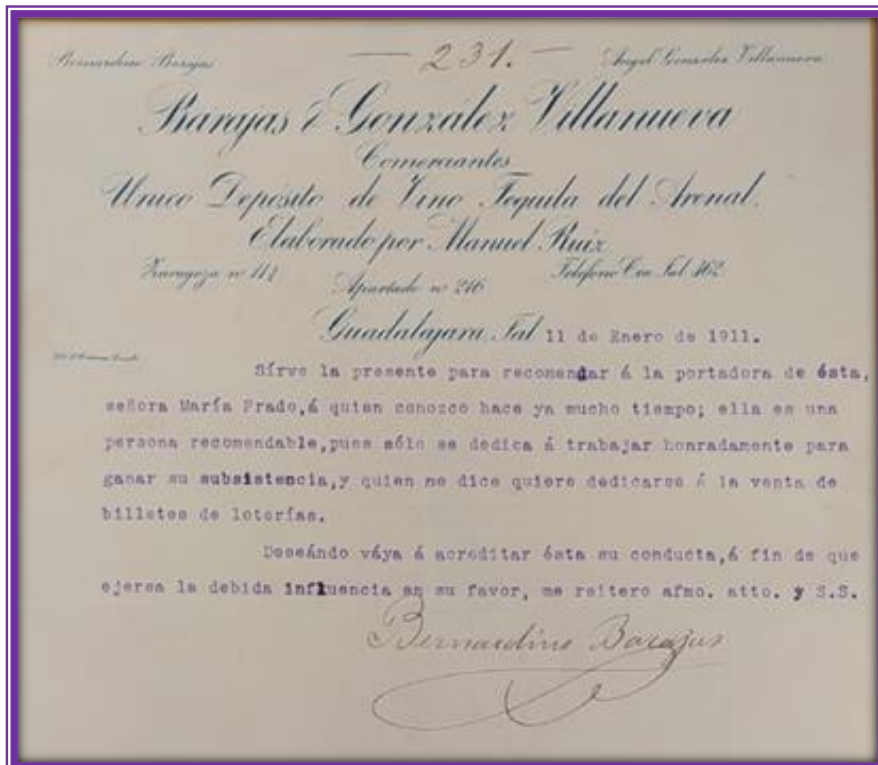 — 231. —
Bernardino Barajas
Angel González Villanueva
Barajas & González Villanueva
Comerciantes
Unico Depósito de Vino Tequila del Arenal.
Elaborado por Manuel Ruiz
Zaragoza nº
Apartado nº 246
Teléfono Cia Jal 462
Guadalajara, Jal 11 de Enero de 1911.
Sírve la presente para recomendar á la portadora de ésta,
señora María Prado,á quien conozco hace ya mucho tiempo; ella es una
persona recomendable,pues sólo se dedica á trabajar honradamente para
ganar su subsistencia,y quien me dice quiere dedicarse á la venta de
billetes de loterías.
Deseándo váya á acreditar ésta su conducta,á fin de que
ejersa la debida influencia en su favor, me reitero afmo. atto. y S.S.
Bernardino Barajas